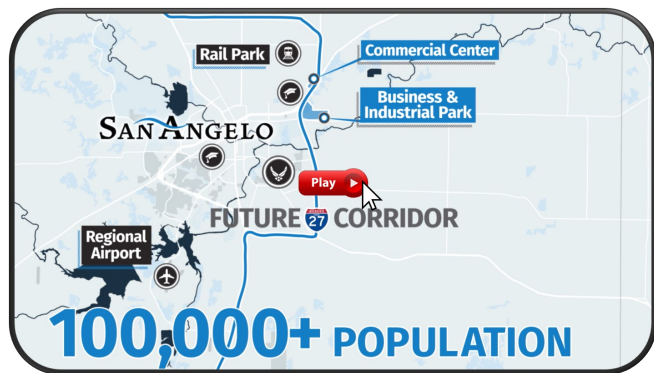 Rail Park
Commercial Center
Business &
Industrial Park
SAN ANGELO
Play
FUTURE 27 CORRIDOR
Regional
Airport
100,000+ POPULATION